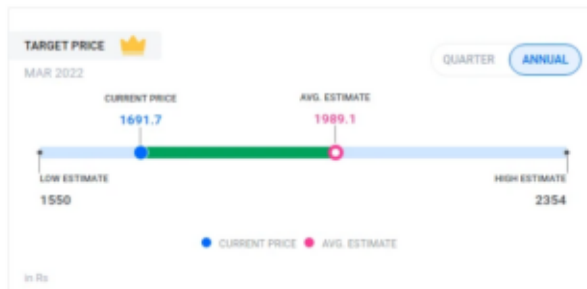 TARGET PRICE
MAR 2022
QUARTER ANNUAL
CURRENT PRICE AVG. ESTIMATE
1691.7 1989.1
LOW ESTIMATE HIGH ESTIMATE
1550 2354
CURRENT PRICE AVG. ESTIMATE
in Rs